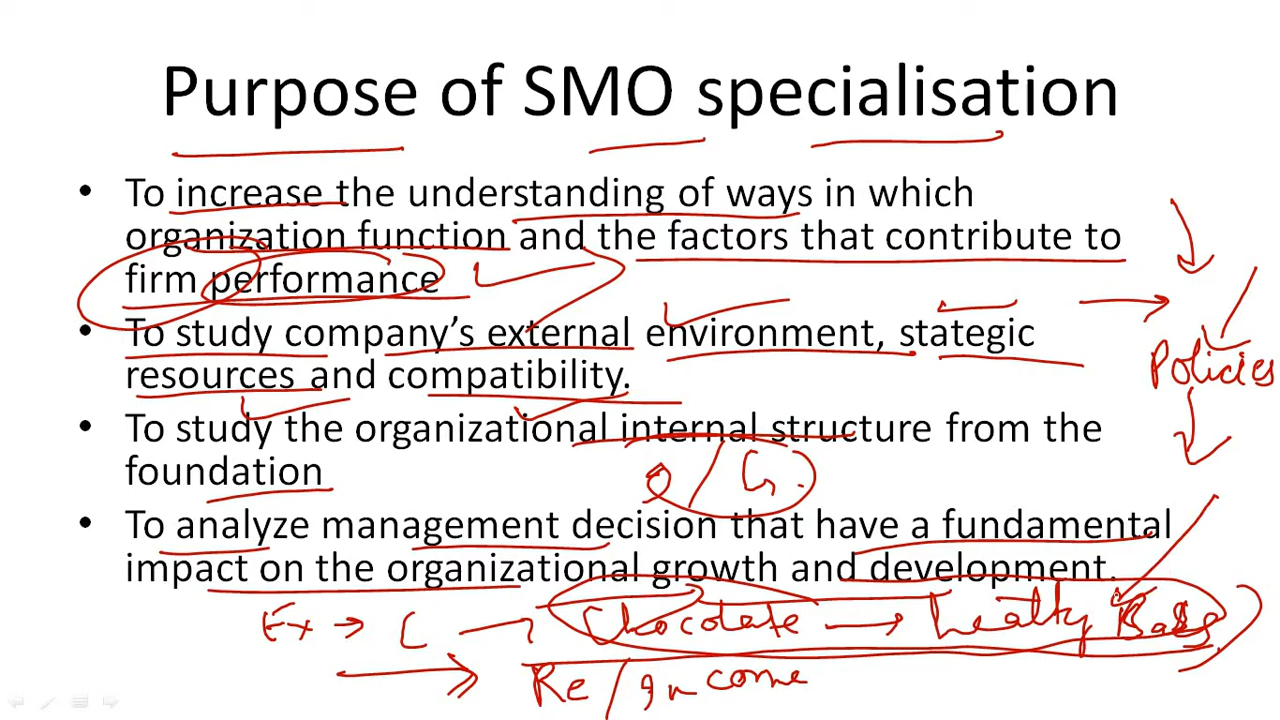 Purpose of SMO specialisation
• To increase the understanding of ways in which
organization function and the factors that contribute to
firm performance
• To study company's external environment, stategic
resources and compatibility.
Policies
• To study the organizational internal structure from the
foundation
• To analyze management decision that have a fundamental
impact on the organizational growth and development.
Ex → C → Chocolate → healty
Re / Income